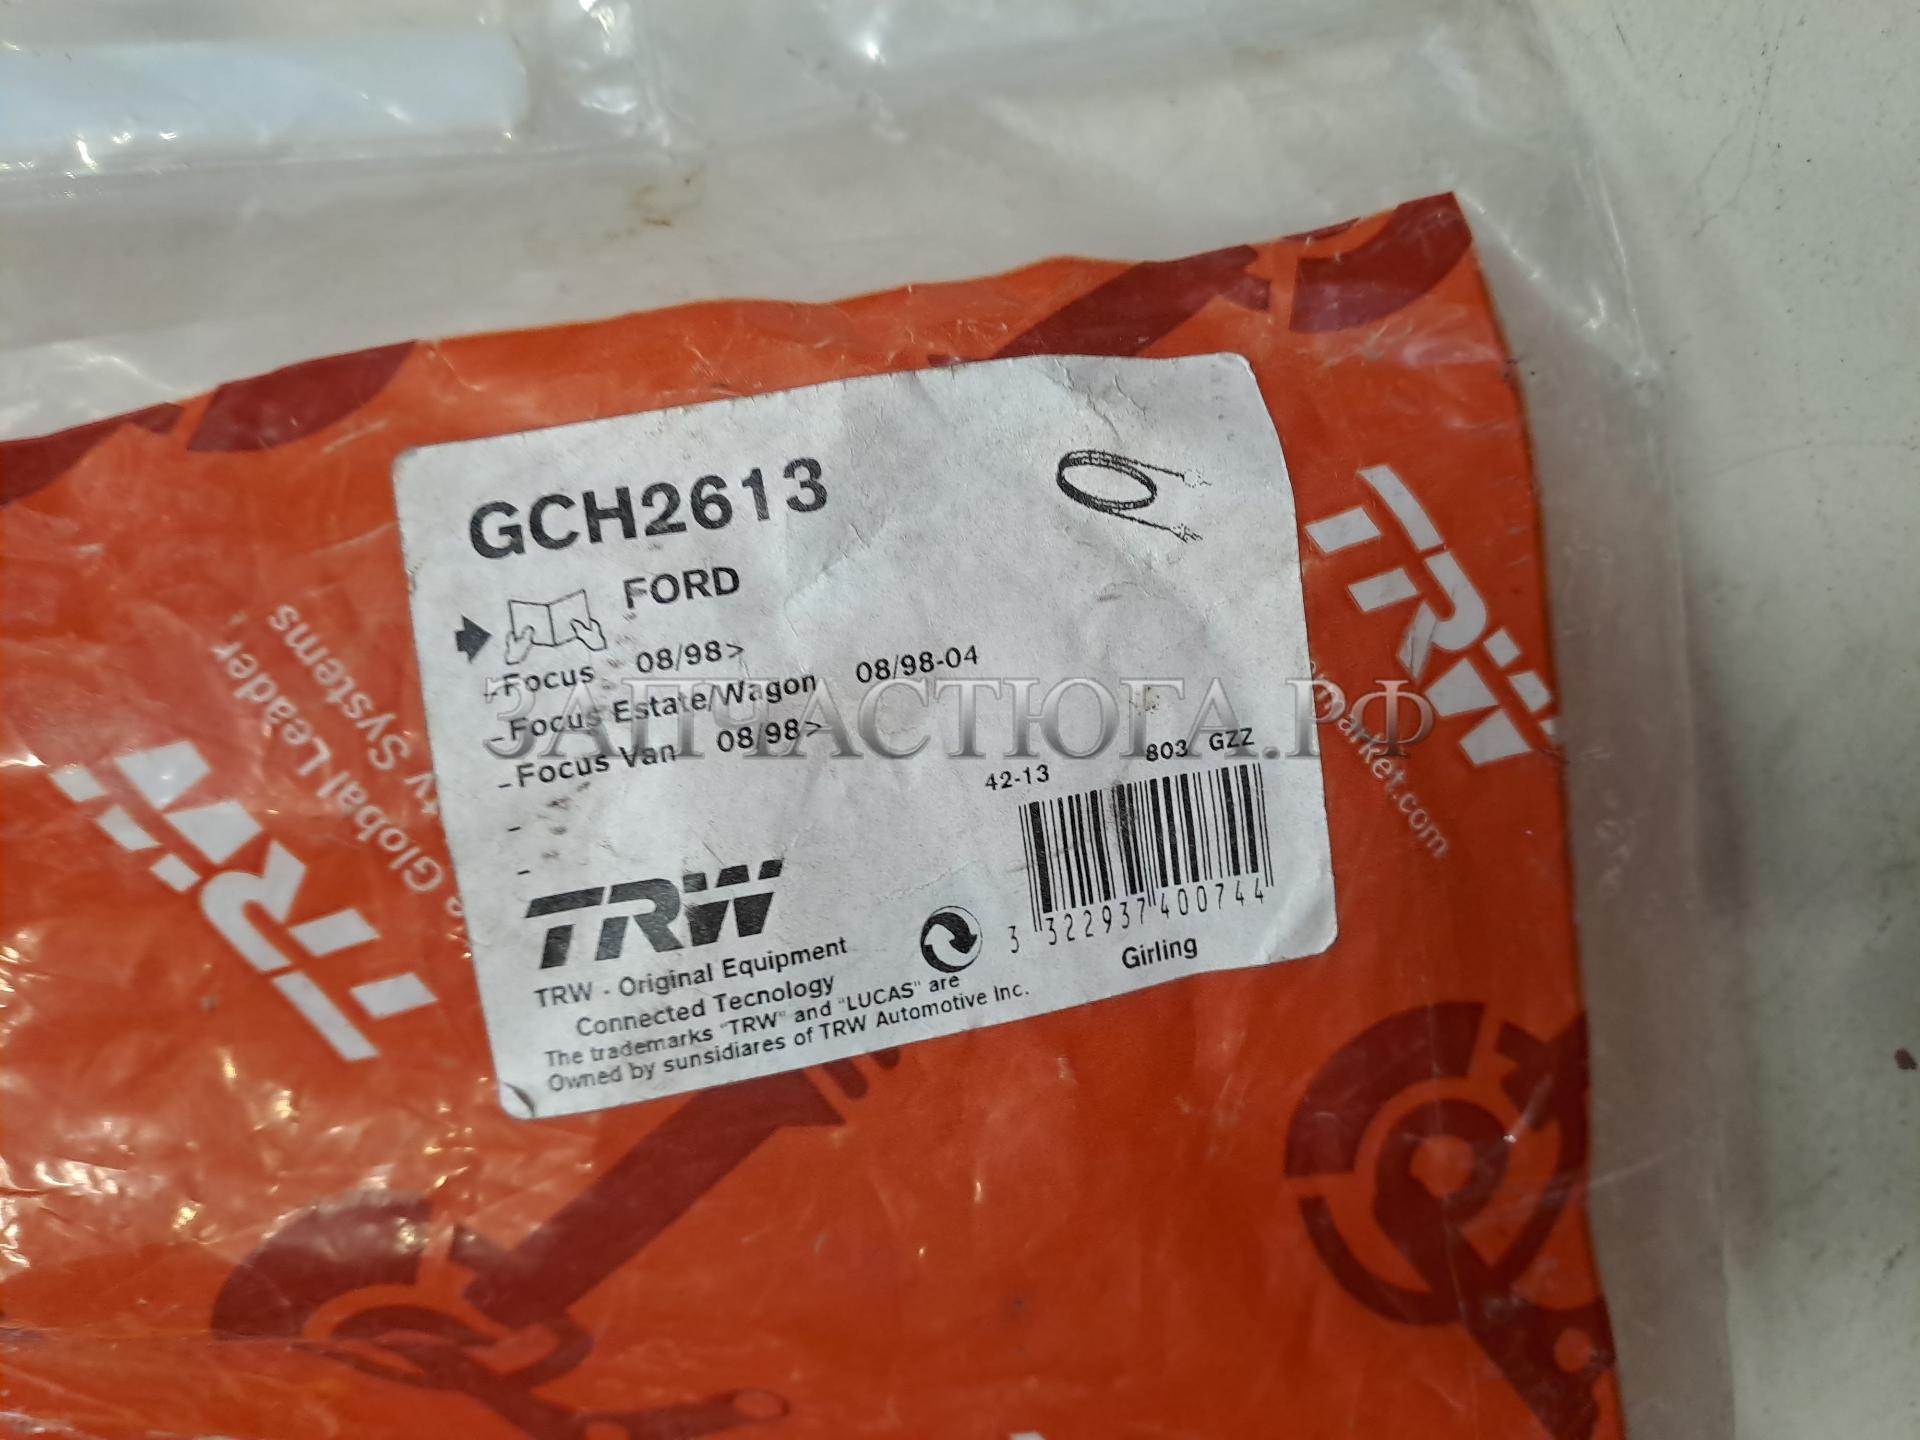 GCH2613
FORD
-Focus 08/98>
-Focus Estate/Wagon 08/98-04
-Focus Van 08/98>
-
-
42-13 803 GZZ
3 322937 400744
Girling
TRW
TRW - Original Equipment
Connected Tecnology
The trademarks "TRW" and "LUCAS" are
Owned by sunsidiares of TRW Automotive Inc.
ЗАПЧАСТЮГА.РФ
TRW
market.com
TRW
Global Leader
ty Systems